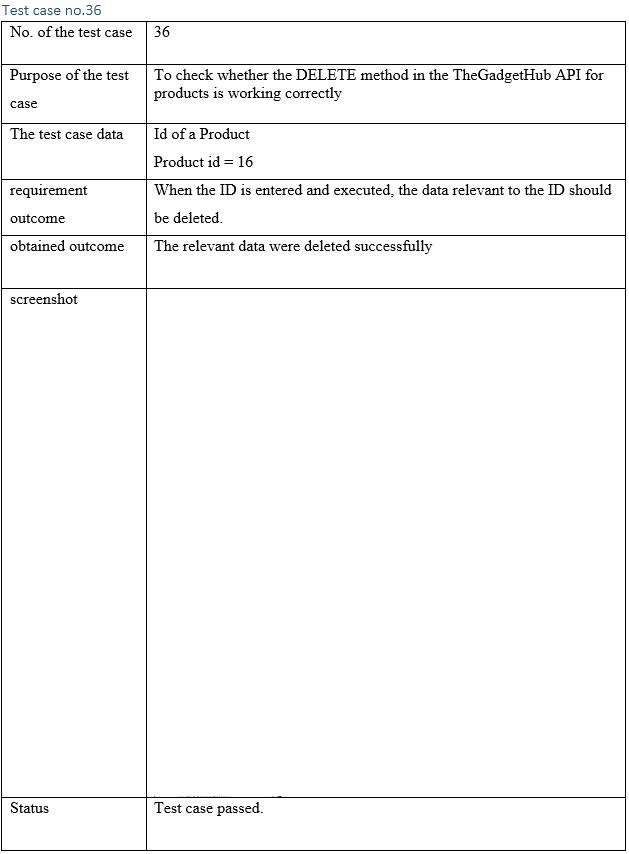 Test case no.36
No. of the test case 36
Purpose of the test To check whether the DELETE method in the TheGadgetHub API for
case products is working correctly
The test case data Id of a Product
Product id = 16
requirement When the ID is entered and executed, the data relevant to the ID should
outcome be deleted.
obtained outcome The relevant data were deleted successfully
screenshot
Status Test case passed.